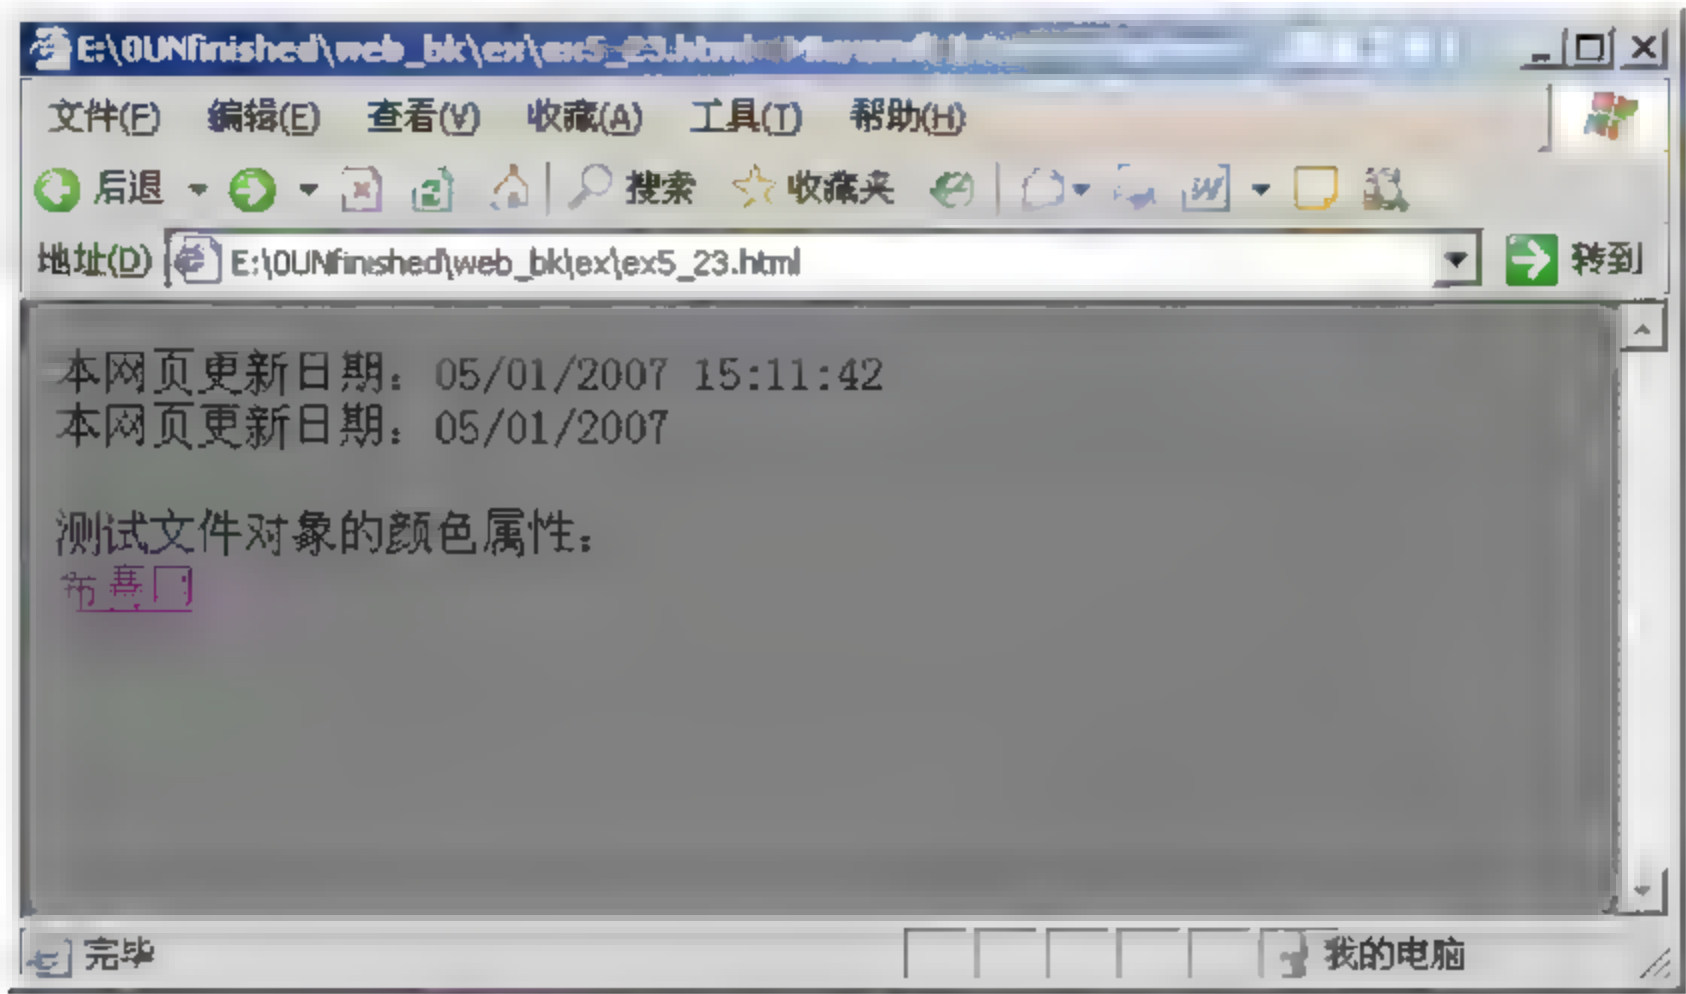 E:\0UNfinished\web_bk\ex\ex5_23.html
文件(F) 编辑(E) 查看(V) 收藏(A) 工具(T) 帮助(H)
后退 搜索 收藏夹
地址(D) E:\0UNfinished\web_bk\ex\ex5_23.html 转到
本网页更新日期：05/01/2007 15:11:42
本网页更新日期：05/01/2007
测试文件对象的颜色属性：
完毕 我的电脑